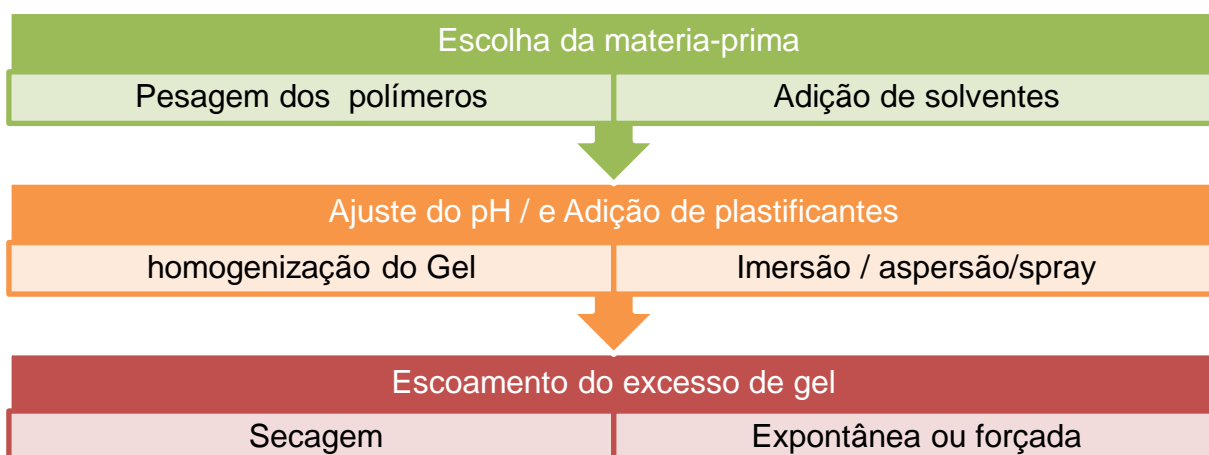 Escolha da materia-prima
Pesagem dos polímeros
Adição de solventes
Ajuste do pH / e Adição de plastificantes
homogenização do Gel
Imersão / aspersão/spray
Escoamento do excesso de gel
Secagem
Expontânea ou forçada